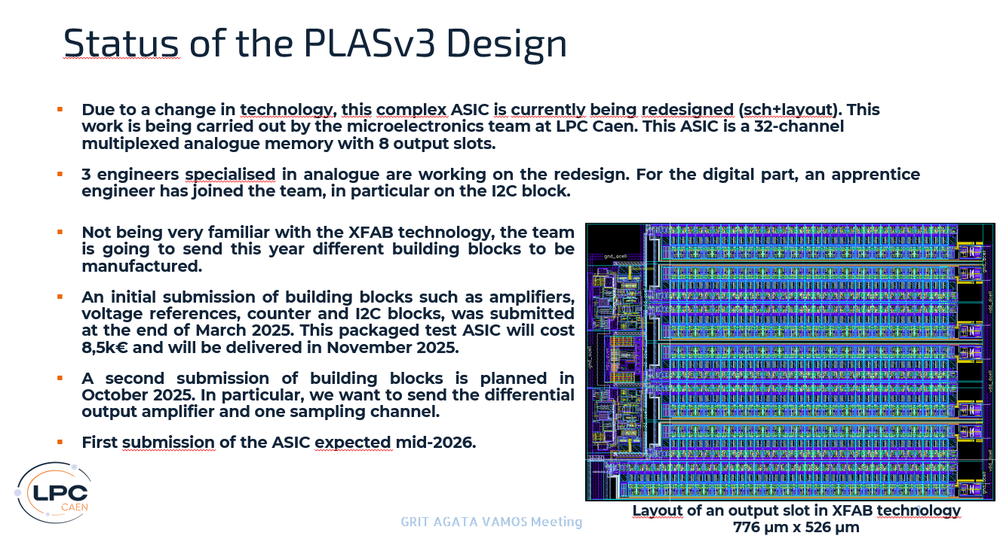 Status of the PLASv3 Design
Due to a change in technology, this complex ASIC is currently being redesigned (sch+layout). This
work is being carried out by the microelectronics team at LPC Caen. This ASIC is a 32-channel
multiplexed analogue memory with 8 output slots.
3 engineers specialised in analogue are working on the redesign. For the digital part, an apprentice
engineer has joined the team, in particular on the I2C block.
Not being very familiar with the XFAB technology, the team
is going to send this year different building blocks to be
manufactured.
An initial submission of building blocks such as amplifiers,
voltage references, counter and I2C blocks, was submitted
at the end of March 2025. This packaged test ASIC will cost
8,5k€ and will be delivered in November 2025.
A second submission of building blocks is planned in
October 2025. In particular, we want to send the differential
output amplifier and one sampling channel.
First submission of the ASIC expected mid-2026.
gnd_acell
gnd_acell
gnd_acell
vdd_dcell
vdd_dcell
vdd_dcell
gnd_acell
Layout of an output slot in XFAB technology
776 µm x 526 µm
LPC
CAEN
GRIT AGATA VAMOS Meeting